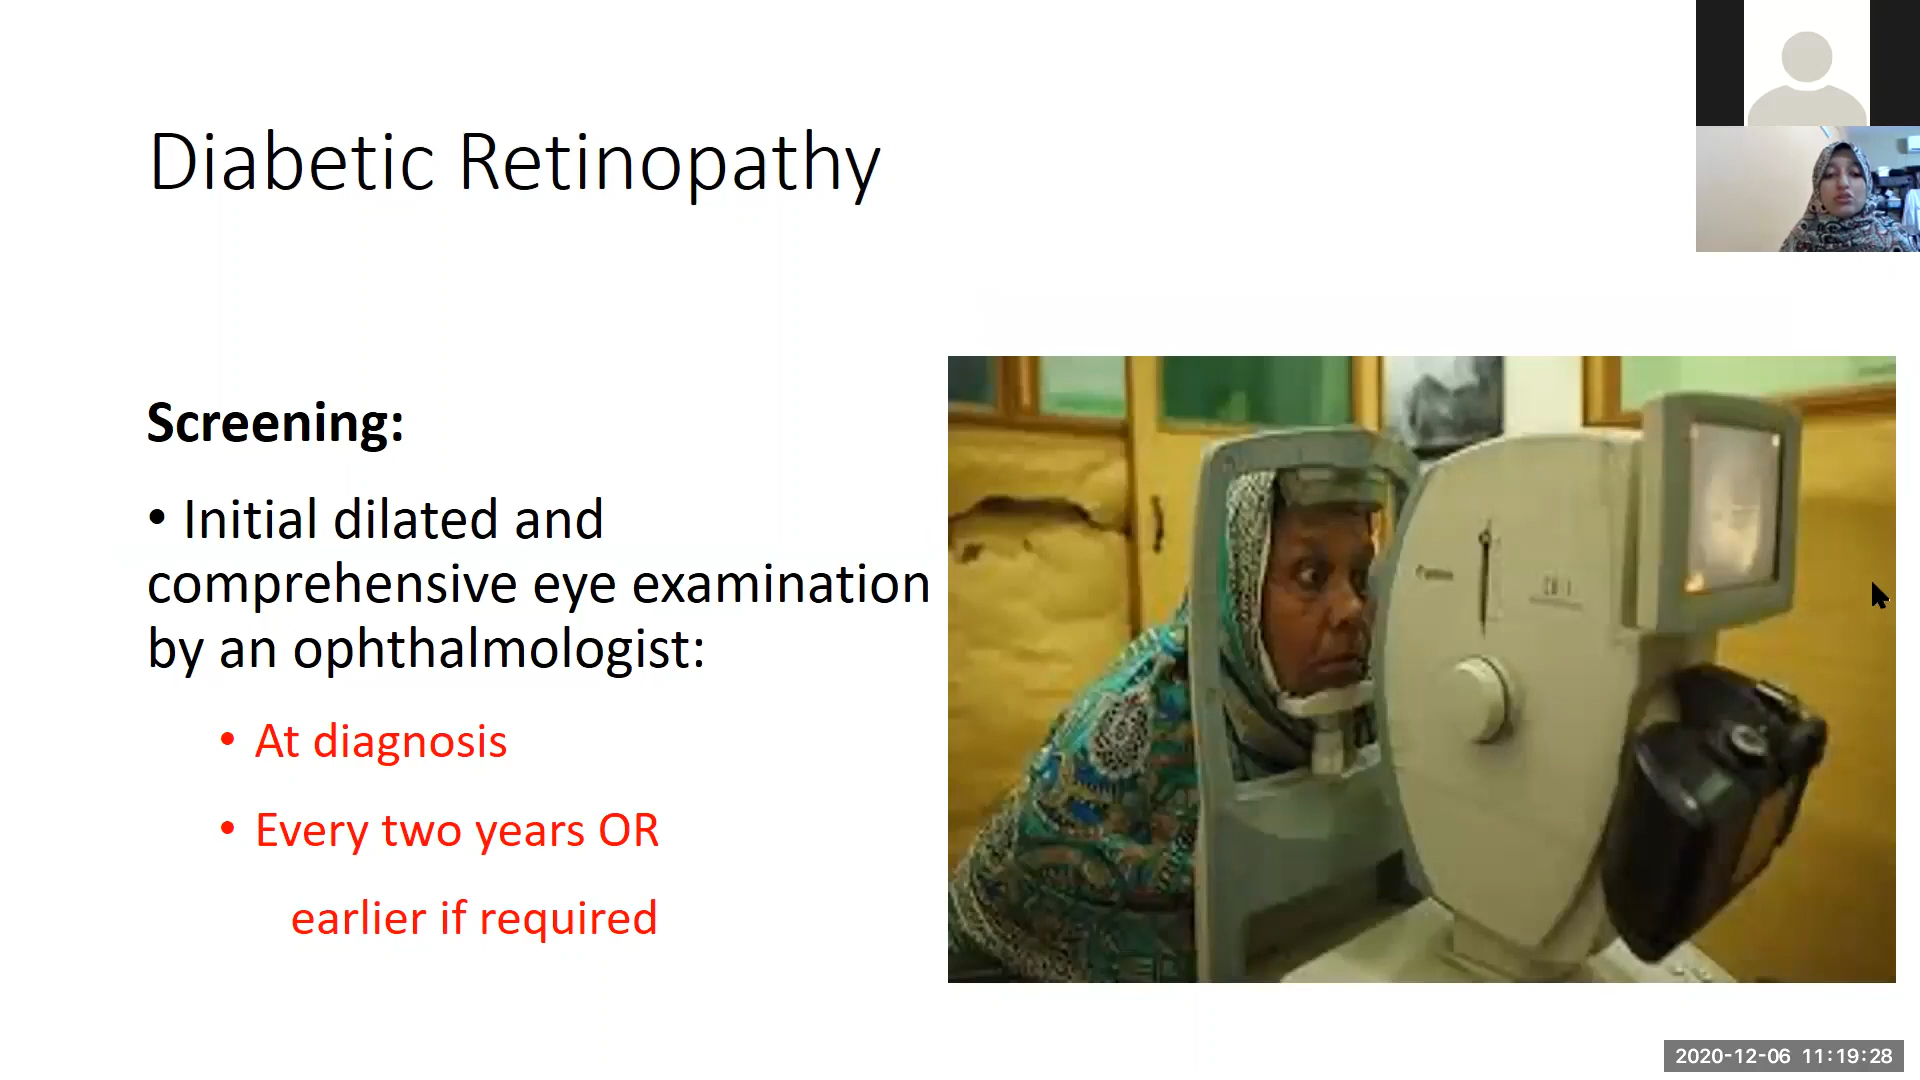 Diabetic Retinopathy
Screening:
• Initial dilated and
comprehensive eye examination
by an ophthalmologist:
• At diagnosis
• Every two years OR
earlier if required
Canon
2020-12-06 11:19:28